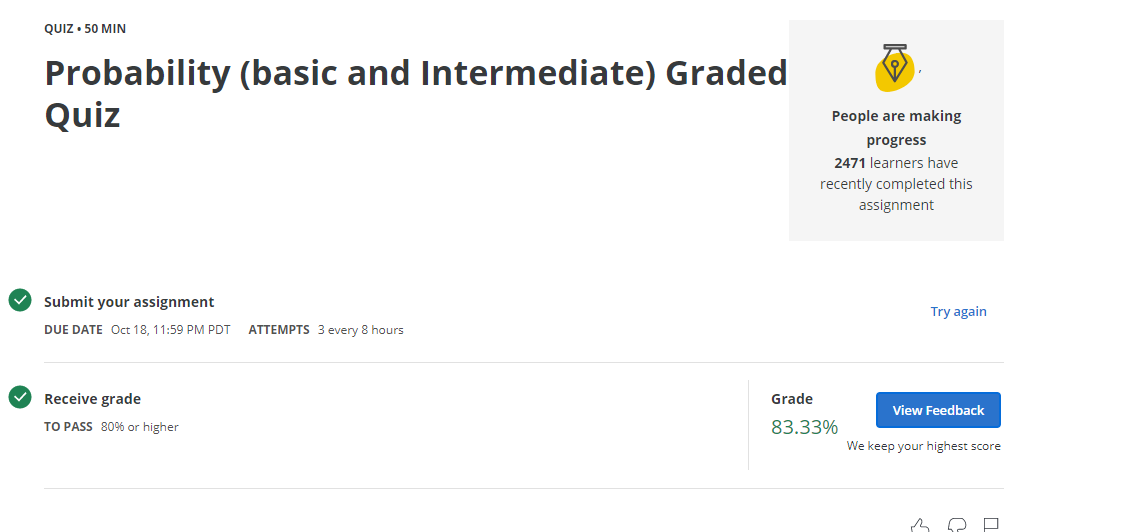 QUIZ • 50 MIN
Probability (basic and Intermediate) Graded
Quiz
People are making
progress
2471 learners have
recently completed this
assignment
Submit your assignment
DUE DATE Oct 18, 11:59 PM PDT ATTEMPTS 3 every 8 hours
Try again
Receive grade
TO PASS 80% or higher
Grade
83.33%
View Feedback
We keep your highest score